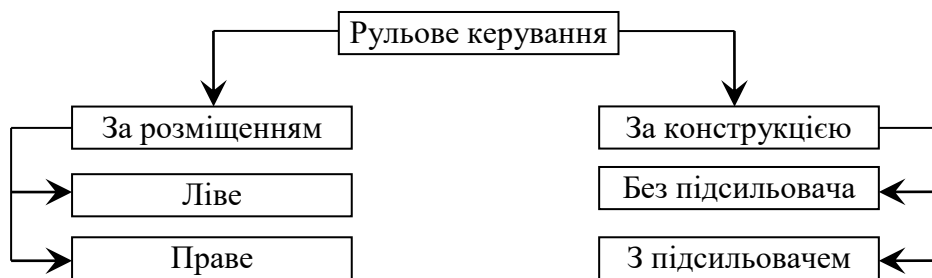 Рульове керування
За розміщенням
Ліве
Праве
За конструкцією
Без підсильовача
З підсильовачем